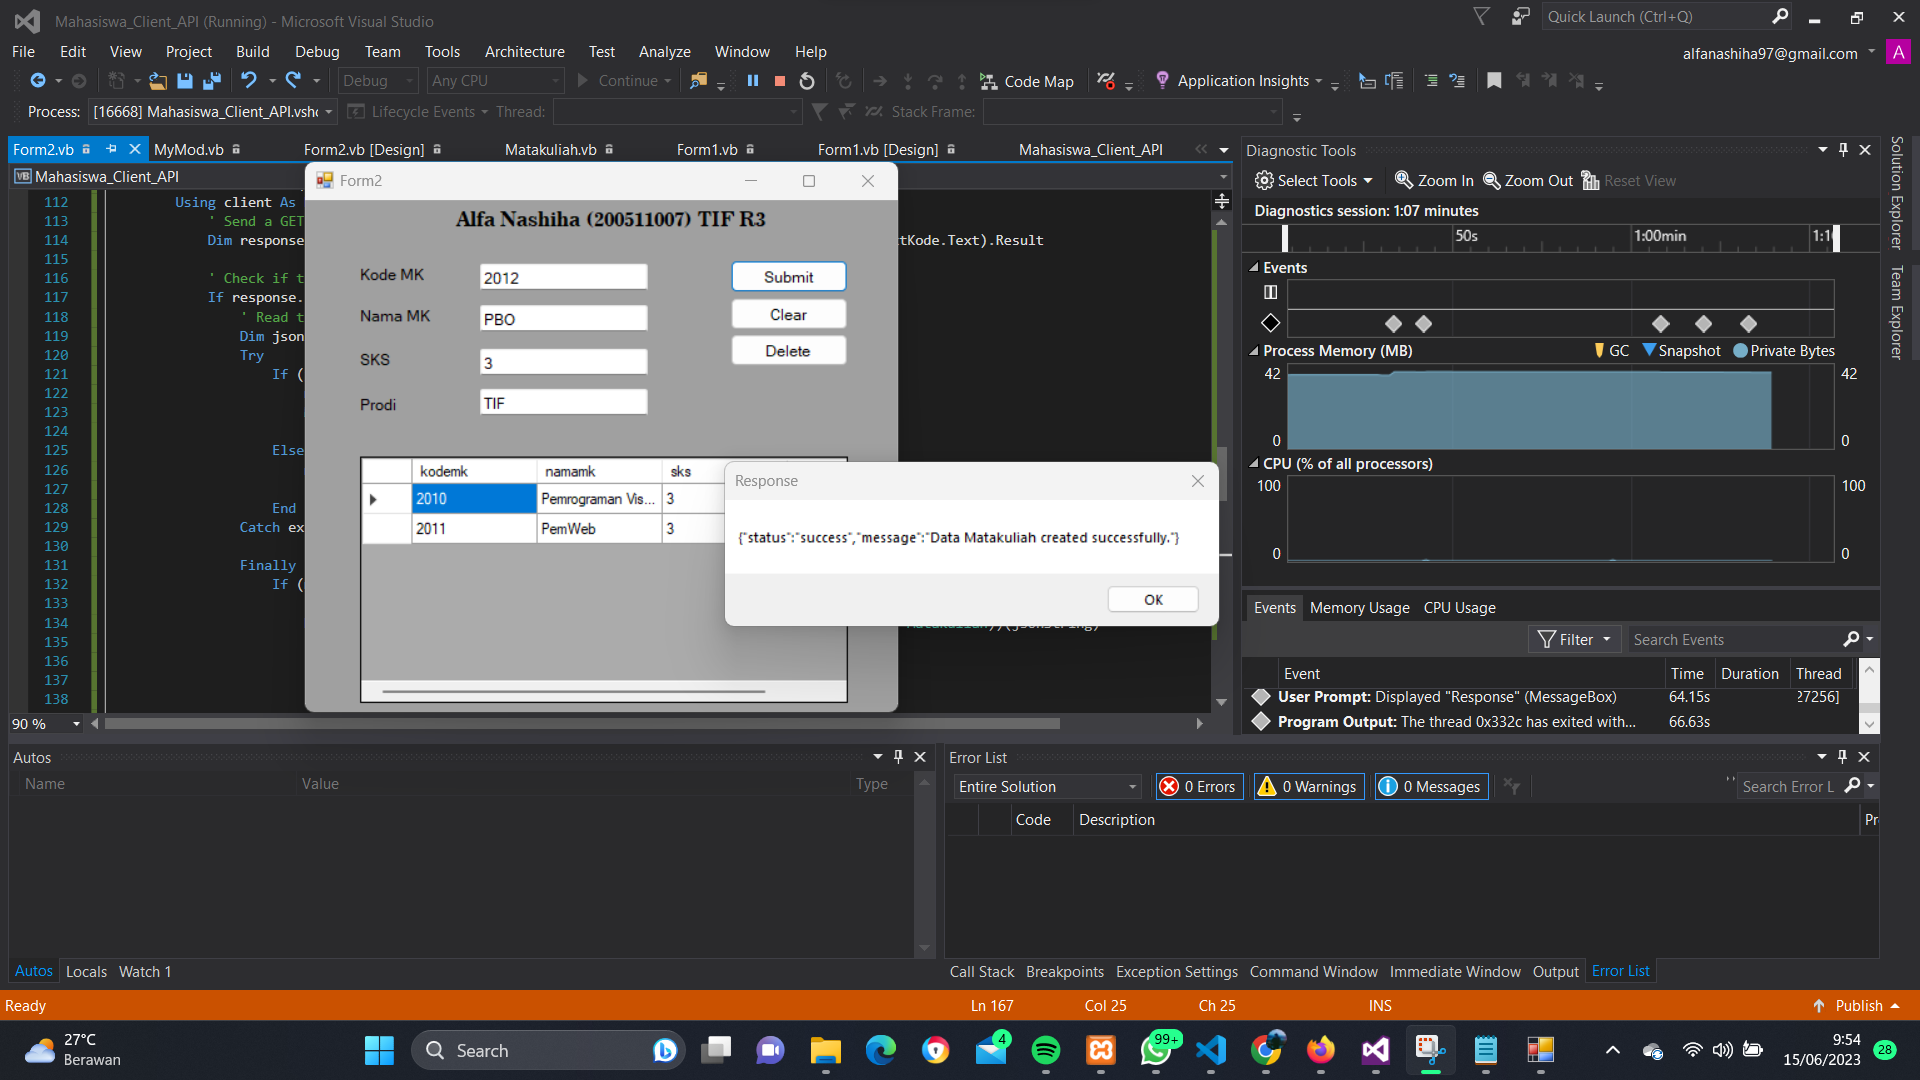 Mahasiswa_Client_API (Running) - Microsoft Visual Studio
Quick Launch (Ctrl+Q)
File Edit View Project Build Debug Team Tools Architecture Test Analyze Window Help
alfanashiha97@gmail.com A
Debug Any CPU Continue Code Map Application Insights
Process: [16668] Mahasiswa_Client_API.vsho Lifecycle Events Thread: Stack Frame:
Form2.vb MyMod.vb Form2.vb [Design] Matakuliah.vb Form1.vb Form1.vb [Design] Mahasiswa_Client_API
Mahasiswa_Client_API
112 Using client As
113 ' Send a GET
114 Dim response tKode.Text).Result
115
116 ' Check if t
117 If response.
118 ' Read t
119 Dim json
120 Try
121 If (
122
123
124
125 Else
126
127
128 End
129 Catch ex
130
131 Finally
132 If (
133
134
135
136
137
138
90 %
Form2
Alfa Nashiha (200511007) TIF R3
Kode MK 2012 Submit
Nama MK PBO Clear
SKS 3 Delete
Prodi TIF
kodemk namamk sks
2010 Pemrograman Vis... 3
2011 PemWeb 3
Response
{"status":"success","message":"Data Matakuliah created successfully."}
OK
Diagnostic Tools
Select Tools Zoom In Zoom Out Reset View
Diagnostics session: 1:07 minutes
50s 1:00min 1:10
Events
Process Memory (MB) GC Snapshot Private Bytes
42 42
0 0
CPU (% of all processors)
100 100
0 0
Events Memory Usage CPU Usage
Filter Search Events
Event Time Duration Thread
User Prompt: Displayed "Response" (MessageBox) 64.15s 27256]
Program Output: The thread 0x332c has exited with... 66.63s
Solution Explorer
Team Explorer
Autos
Name Value Type
Autos Locals Watch 1
Error List
Entire Solution 0 Errors 0 Warnings 0 Messages Search Error L
Code Description Pr
Call Stack Breakpoints Exception Settings Command Window Immediate Window Output Error List
Ready Ln 167 Col 25 Ch 25 INS Publish
27°C
Berawan
Search
4
99+
9:54
15/06/2023
28